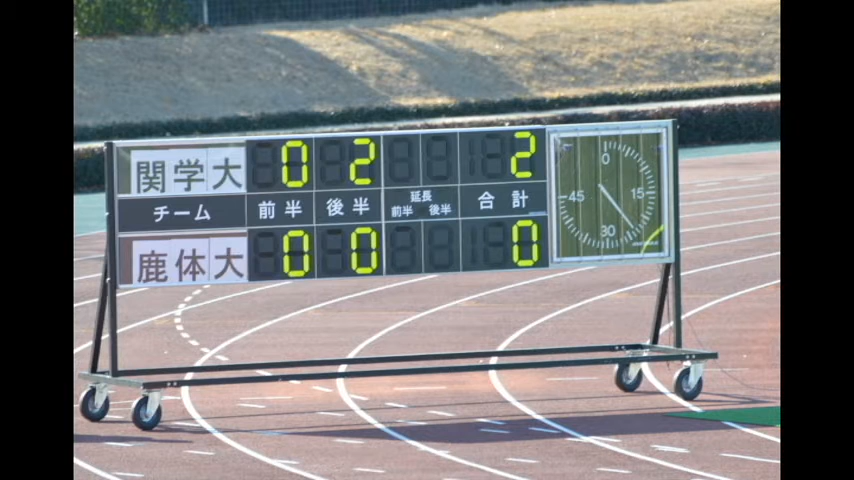 関学大 0 2 2
チーム 前半 後半 延長 前半 後半 合計
鹿体大 0 0 0
0
15
30
45